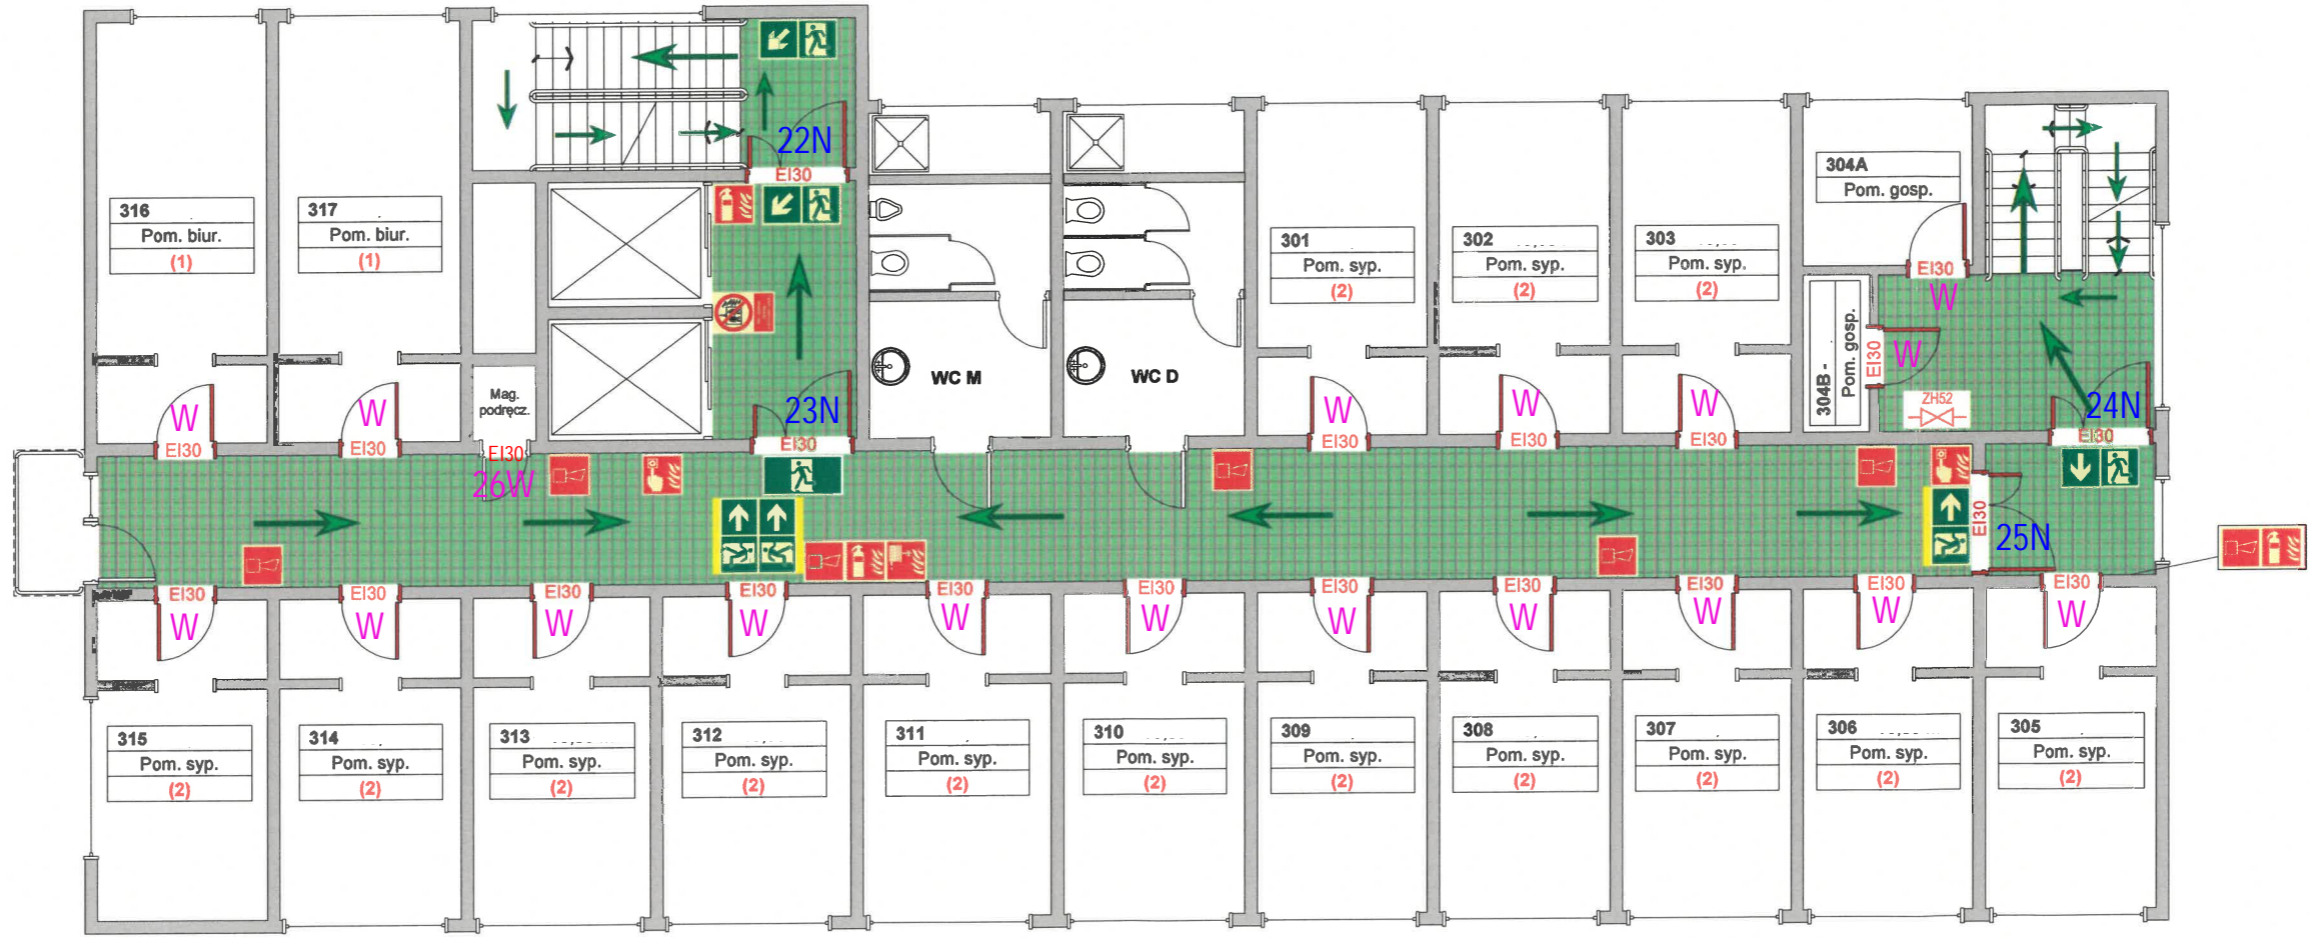 22N
EI30
316
Pom. biur.
(1)
317
Pom. biur.
(1)
304A
Pom. gosp.
301
Pom. syp.
(2)
302
Pom. syp.
(2)
303
Pom. syp.
(2)
EI30
W
304B -
Pom. gosp.
EI30
W
WC M
WC D
Mag.
podręcz.
ZH52
W
W
23N
W
W
W
24N
EI30
EI30
EI30
EI30
EI30
EI30
EI30
EI30
26W
EI30
25N
EI30
EI30
EI30
EI30
EI30
EI30
EI30
EI30
EI30
EI30
EI30
W
W
W
W
W
W
W
W
W
W
W
315
Pom. syp.
(2)
314
Pom. syp.
(2)
313
Pom. syp.
(2)
312
Pom. syp.
(2)
311
Pom. syp.
(2)
310
Pom. syp.
(2)
309
Pom. syp.
(2)
308
Pom. syp.
(2)
307
Pom. syp.
(2)
306
Pom. syp.
(2)
305
Pom. syp.
(2)